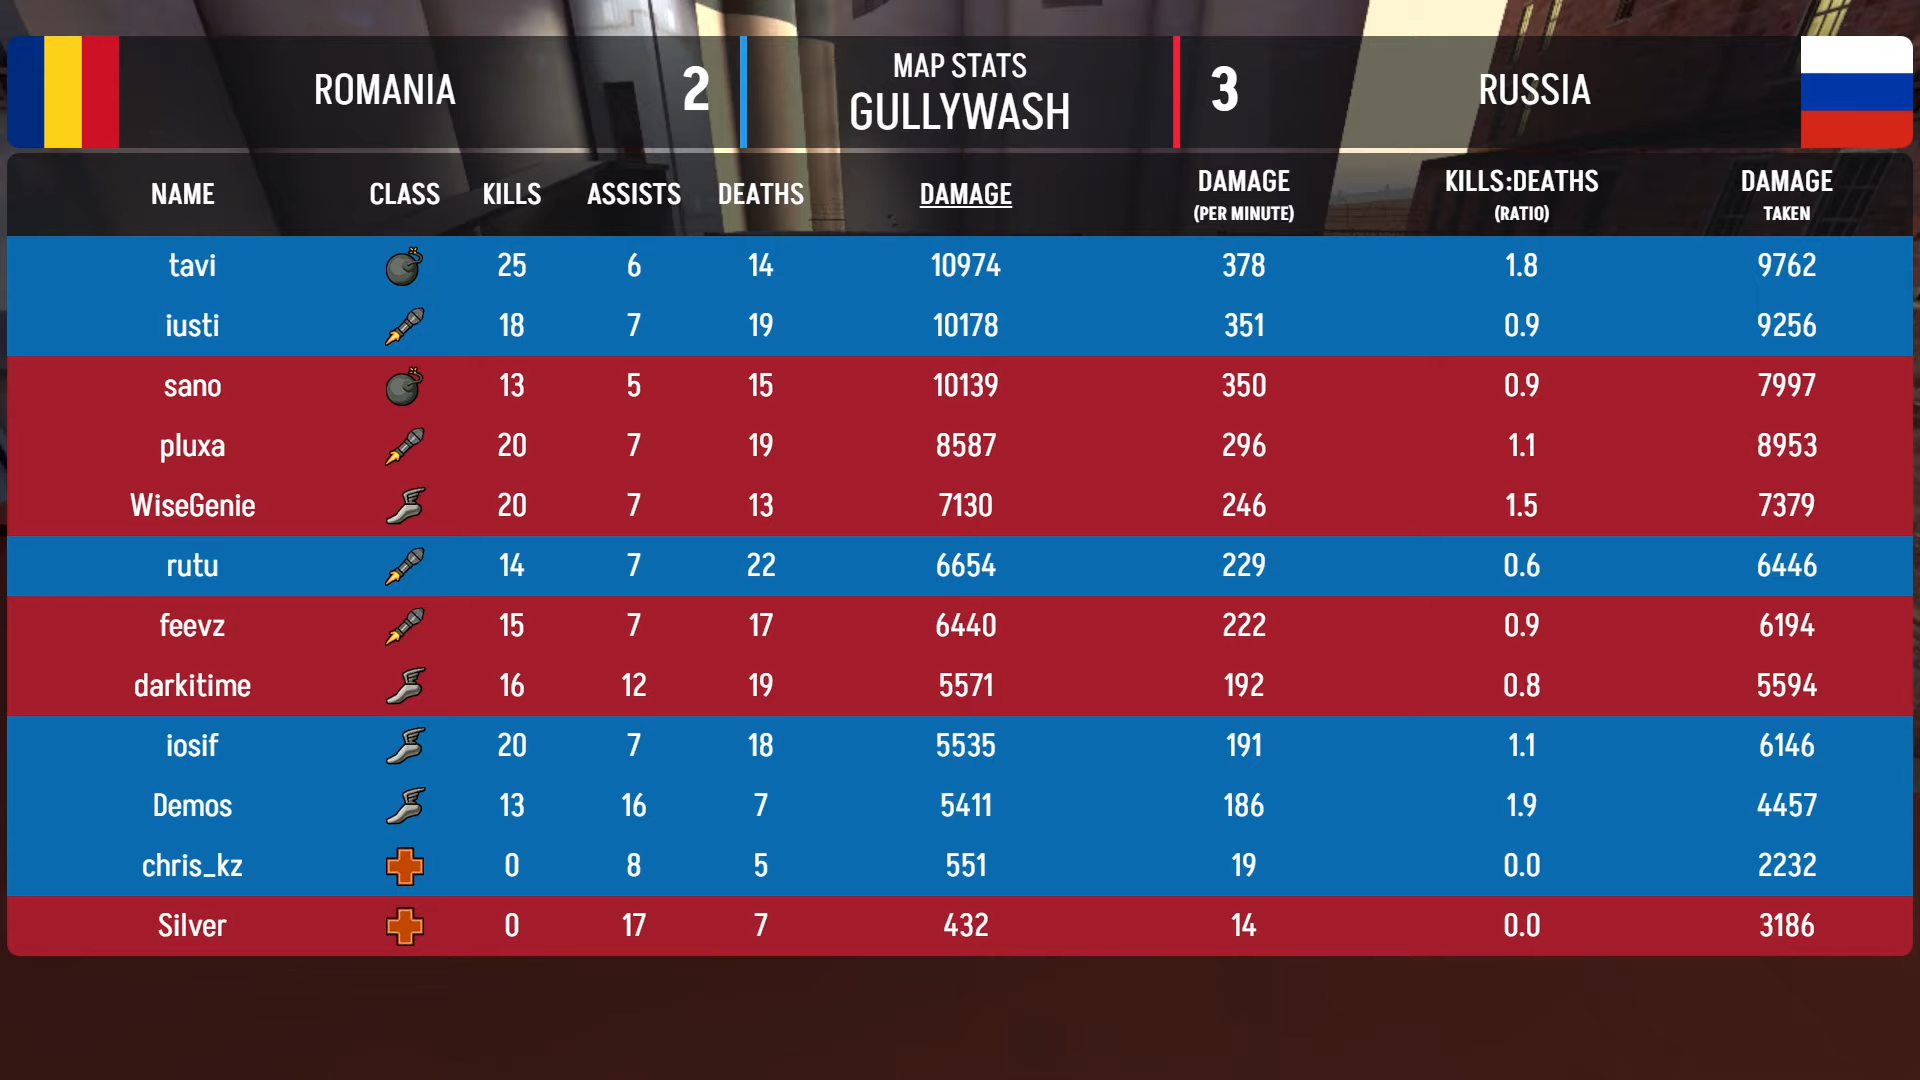 ROMANIA 2 MAP STATS 3 RUSSIA
GULLYWASH
NAME CLASS KILLS ASSISTS DEATHS DAMAGE DAMAGE (PER MINUTE) KILLS:DEATHS (RATIO) DAMAGE TAKEN
tavi 25 6 14 10974 378 1.8 9762
iusti 18 7 19 10178 351 0.9 9256
sano 13 5 15 10139 350 0.9 7997
pluxa 20 7 19 8587 296 1.1 8953
WiseGenie 20 7 13 7130 246 1.5 7379
rutu 14 7 22 6654 229 0.6 6446
feevz 15 7 17 6440 222 0.9 6194
darkitime 16 12 19 5571 192 0.8 5594
iosif 20 7 18 5535 191 1.1 6146
Demos 13 16 7 5411 186 1.9 4457
chris_kz 0 8 5 551 19 0.0 2232
Silver 0 17 7 432 14 0.0 3186